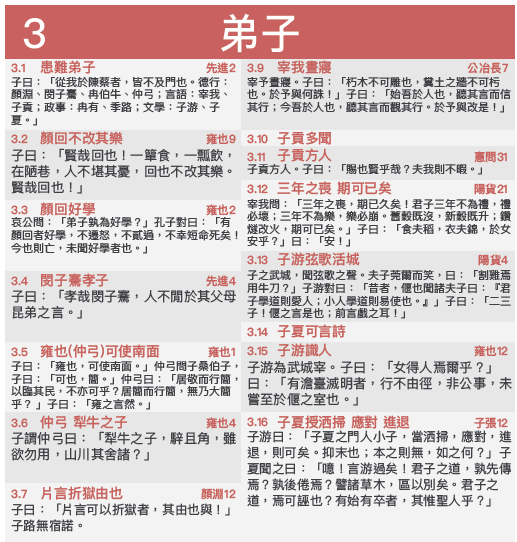 3 弟子
3.1 患難弟子 先進2
子曰：「從我於陳蔡者，皆不及門也。德行：
顏淵、閔子騫、冉伯牛、仲弓；言語：宰我、
子貢；政事：冉有、季路；文學：子游、子
夏。」
3.2 顏回不改其樂 雍也9
子曰：「賢哉回也！一簞食，一瓢飲，
在陋巷，人不堪其憂，回也不改其樂。
賢哉回也！」
3.3 顏回好學 雍也2
哀公問：「弟子孰為好學？」孔子對曰：「有
顏回者好學，不遷怒，不貳過，不幸短命死矣！
今也則亡，未聞好學者也。」
3.4 閔子騫孝子 先進4
子曰：「孝哉閔子騫，人不閒於其父母
昆弟之言。」
3.5 雍也(仲弓)可使南面 雍也1
子曰：「雍也，可使南面。」仲弓問子桑伯子，
子曰：「可也，簡。」仲弓曰：「居敬而行簡，
以臨其民，不亦可乎？居簡而行簡，無乃大簡
乎？」子曰：「雍之言然。」
3.6 仲弓 犁牛之子 雍也4
子謂仲弓曰：「犁牛之子，騂且角，雖
欲勿用，山川其舍諸？」
3.7 片言折獄由也 顏淵12
子曰：「片言可以折獄者，其由也與！」
子路無宿諾。
3.9 宰我晝寢 公冶長7
宰予晝寢。子曰：「朽木不可雕也，糞土之牆不可杇
也。於予與何誅！」子曰：「始吾於人也，聽其言而信
其行；今吾於人也，聽其言而觀其行。於予與改是！」
3.10 子貢多聞
3.11 子貢方人 憲問31
子貢方人。子曰：「賜也賢乎哉？夫我則不暇。」
3.12 三年之喪 期可已矣 陽貨21
宰我問：「三年之喪，期已久矣！君子三年不為禮，禮
必壞；三年不為樂，樂必崩。舊穀既沒，新穀既升；鑽
燧改火，期可已矣。」子曰：「食夫稻，衣夫錦，於女
安乎？」曰：「安！」
3.13 子游弦歌活城 陽貨4
子之武城，聞弦歌之聲。夫子莞爾而笑，曰：「割雞焉
用牛刀？」子游對曰：「昔者，偃也聞諸夫子曰：『君
子學道則愛人；小人學道則易使也。』」子曰：「二三
子！偃之言是也；前言戲之耳！」
3.14 子夏可言詩
3.15 子游識人 雍也12
子游為武城宰。子曰：「女得人焉爾乎？」
曰：「有澹臺滅明者，行不由徑，非公事，未
嘗至於偃之室也。」
3.16 子夏授洒掃 應對 進退 子張12
子游曰：「子夏之門人小子，當洒掃，應對，進
退，則可矣。抑末也；本之則無，如之何？」子
夏聞之曰：「噫！言游過矣！君子之道，孰先傳
焉？孰後倦焉？譬諸草木，區以別矣。君子之
道，焉可誣也？有始有卒者，其惟聖人乎？」